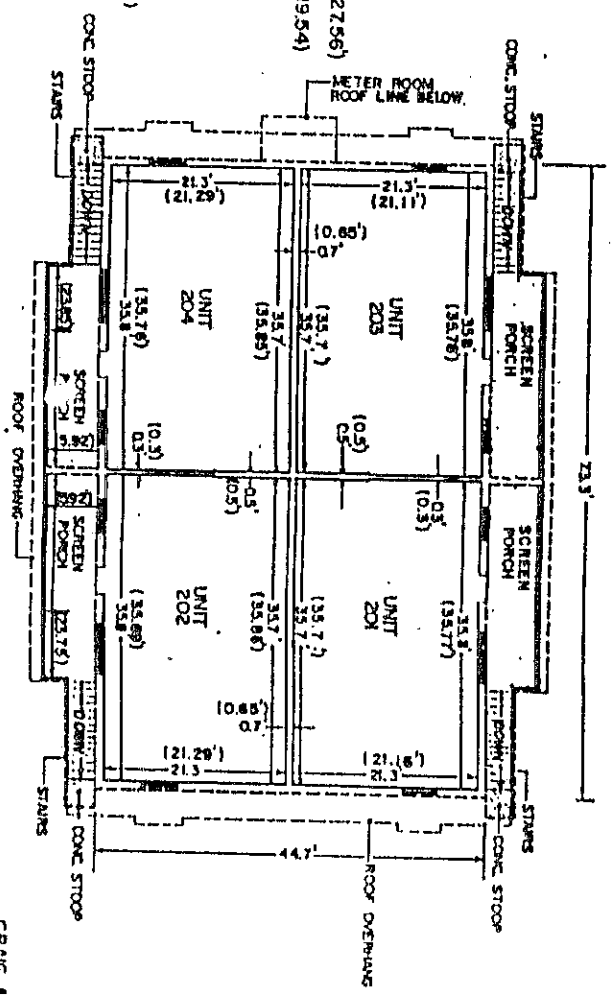 27.56')
9.54)
)
METER ROOM
ROOF LINE BELOW
CONC. STOOP
STAIRS
DOWN
STAIRS
CONC. STOOP
DOWN
21.3'
(21.29')
21.3'
(21.11')
(0.65')
0.7'
UNIT
204
35.8
(35.76')
35.7
(35.85')
UNIT
203
(35.7')
35.7'
35.8'
(35.78')
SCREEN
PORCH
73.3'
SCREEN
PORCH
ROOF OVERHANG
(0.3')
0.3'
(0.5')
0.5'
0.5'
(0.5')
0.3'
(0.3')
SCREEN
PORCH
(23.75')
UNIT
202
35.8
(35.69')
35.7'
(35.86')
UNIT
201
(35.7')
35.7'
35.8'
(35.77')
SCREEN
PORCH
(0.65')
0.7'
(21.29')
21.3
(21.16')
21.3'
DOWN
STAIRS
CONC STOOP
DOWN
STAIRS
CONC STOOP
44.7'
ROOF OVERHANG